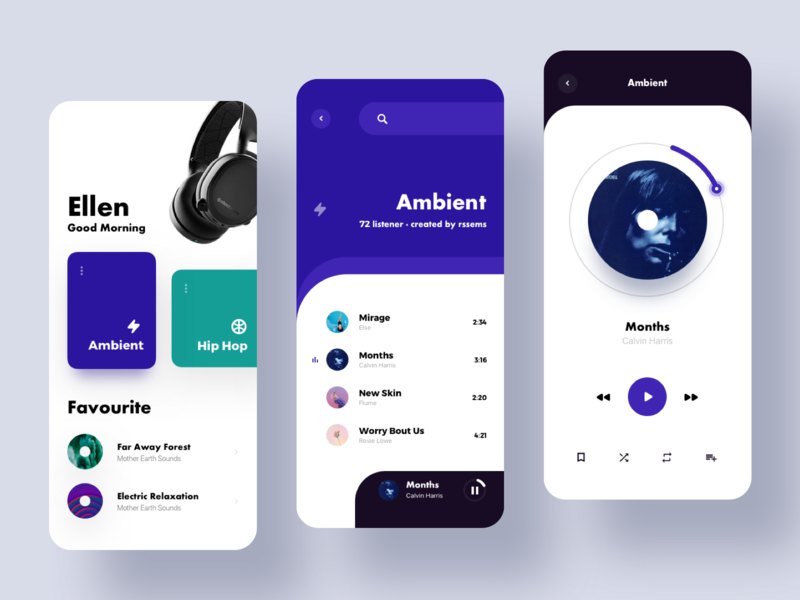 Ellen
Good Morning
Ambient
Hip Hop
Favourite
Far Away Forest
Mother Earth Sounds
Electric Relaxation
Mother Earth Sounds
Ambient
72 listener - created by rssems
Mirage
Else
2:34
Months
Calvin Harris
3:16
New Skin
Flume
2:20
Worry Bout Us
Rosie Lowe
4:21
Months
Calvin Harris
Ambient
Months
Calvin Harris